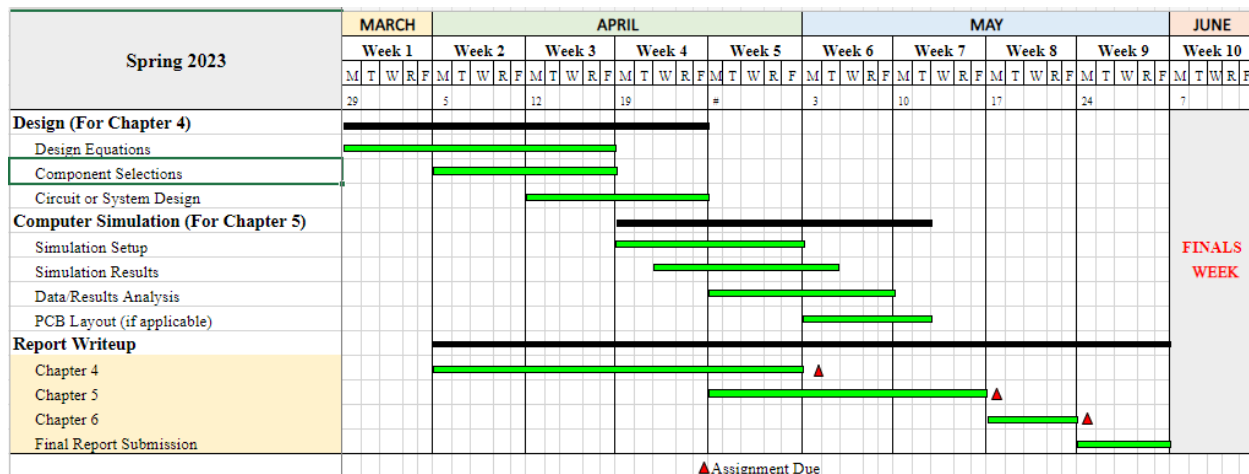 MARCH APRIL MAY JUNE
Spring 2023
Week 1 Week 2 Week 3 Week 4 Week 5 Week 6 Week 7 Week 8 Week 9 Week 10
M T W R F M T W R F M T W R F M T W R F M T W R F M T W R F M T W R F M T W R F M T W R F M T W R F
29 5 12 19 # 3 10 17 24 7
Design (For Chapter 4)
Design Equations
Component Selections
Circuit or System Design
Computer Simulation (For Chapter 5)
Simulation Setup
Simulation Results
Data/Results Analysis
PCB Layout (if applicable)
Report Writeup
Chapter 4
Chapter 5
Chapter 6
Final Report Submission
FINALS
WEEK
Assignment Due